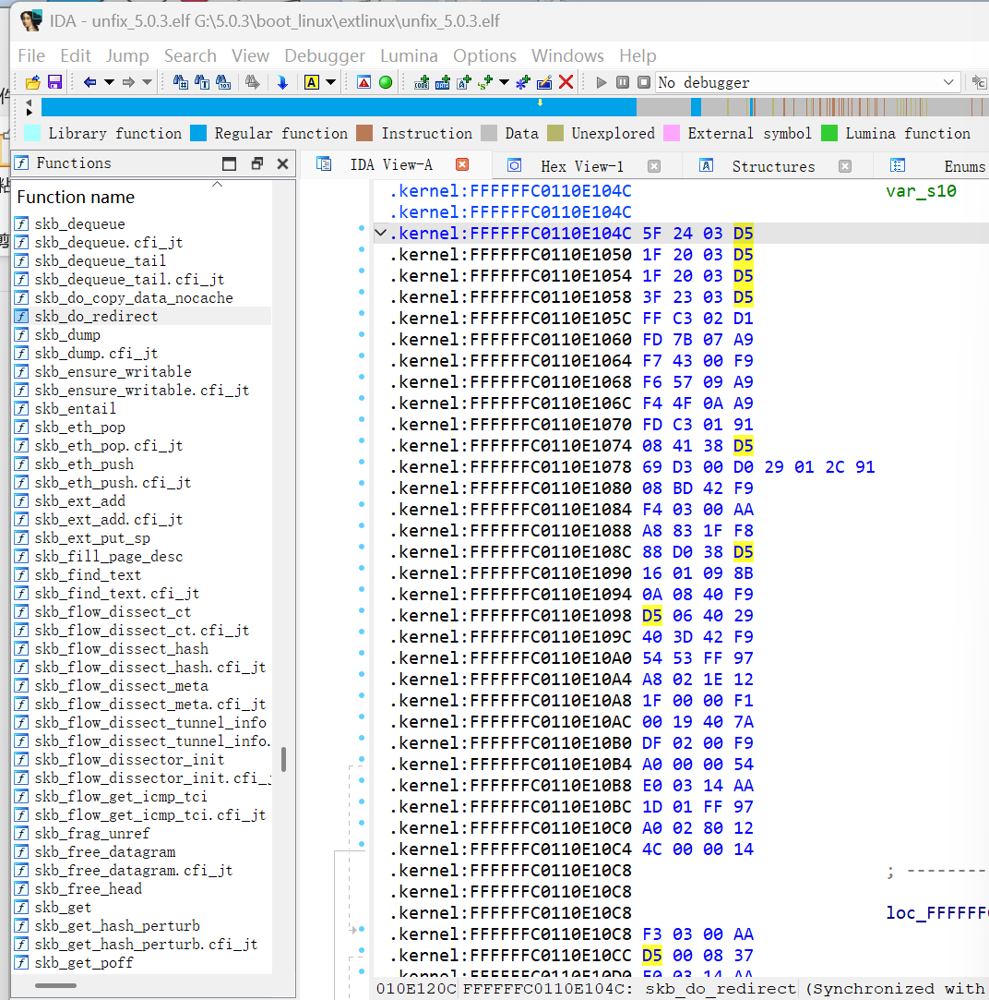 IDA - unfix_5.0.3.elf G:\5.0.3\boot_linux\extlinux\unfix_5.0.3.elf
File Edit Jump Search View Debugger Lumina Options Windows Help
No debugger
Library function Regular function Instruction Data Unexplored External symbol Lumina function
Functions
IDA View-A Hex View-1 Structures Enums
Function name
skb_dequeue
skb_dequeue.cfi_jt
skb_dequeue_tail
skb_dequeue_tail.cfi_jt
skb_do_copy_data_nocache
skb_do_redirect
skb_dump
skb_dump.cfi_jt
skb_ensure_writable
skb_ensure_writable.cfi_jt
skb_entail
skb_eth_pop
skb_eth_pop.cfi_jt
skb_eth_push
skb_eth_push.cfi_jt
skb_ext_add
skb_ext_add.cfi_jt
skb_ext_put_sp
skb_fill_page_desc
skb_find_text
skb_find_text.cfi_jt
skb_flow_dissect_ct
skb_flow_dissect_ct.cfi_jt
skb_flow_dissect_hash
skb_flow_dissect_hash.cfi_jt
skb_flow_dissect_meta
skb_flow_dissect_meta.cfi_jt
skb_flow_dissect_tunnel_info
skb_flow_dissect_tunnel_info.
skb_flow_dissector_init
skb_flow_dissector_init.cfi_j
skb_flow_get_icmp_tci
skb_flow_get_icmp_tci.cfi_jt
skb_frag_unref
skb_free_datagram
skb_free_datagram.cfi_jt
skb_free_head
skb_get
skb_get_hash_perturb
skb_get_hash_perturb.cfi_jt
skb_get_poff
.kernel:FFFFFFC0110E104C var_s10
.kernel:FFFFFFC0110E104C
.kernel:FFFFFFC0110E104C 5F 24 03 D5
.kernel:FFFFFFC0110E1050 1F 20 03 D5
.kernel:FFFFFFC0110E1054 1F 20 03 D5
.kernel:FFFFFFC0110E1058 3F 23 03 D5
.kernel:FFFFFFC0110E105C FF C3 02 D1
.kernel:FFFFFFC0110E1060 FD 7B 07 A9
.kernel:FFFFFFC0110E1064 F7 43 00 F9
.kernel:FFFFFFC0110E1068 F6 57 09 A9
.kernel:FFFFFFC0110E106C F4 4F 0A A9
.kernel:FFFFFFC0110E1070 FD C3 01 91
.kernel:FFFFFFC0110E1074 08 41 38 D5
.kernel:FFFFFFC0110E1078 69 D3 00 D0 29 01 2C 91
.kernel:FFFFFFC0110E1080 08 BD 42 F9
.kernel:FFFFFFC0110E1084 F4 03 00 AA
.kernel:FFFFFFC0110E1088 A8 83 1F F8
.kernel:FFFFFFC0110E108C 88 D0 38 D5
.kernel:FFFFFFC0110E1090 16 01 09 8B
.kernel:FFFFFFC0110E1094 0A 08 40 F9
.kernel:FFFFFFC0110E1098 D5 06 40 29
.kernel:FFFFFFC0110E109C 40 3D 42 F9
.kernel:FFFFFFC0110E10A0 54 53 FF 97
.kernel:FFFFFFC0110E10A4 A8 02 1E 12
.kernel:FFFFFFC0110E10A8 1F 00 00 F1
.kernel:FFFFFFC0110E10AC 00 19 40 7A
.kernel:FFFFFFC0110E10B0 DF 02 00 F9
.kernel:FFFFFFC0110E10B4 A0 00 00 54
.kernel:FFFFFFC0110E10B8 E0 03 14 AA
.kernel:FFFFFFC0110E10BC 1D 01 FF 97
.kernel:FFFFFFC0110E10C0 A0 02 80 12
.kernel:FFFFFFC0110E10C4 4C 00 00 14
.kernel:FFFFFFC0110E10C8 ; ---------
.kernel:FFFFFFC0110E10C8
.kernel:FFFFFFC0110E10C8 loc_FFFFFF
.kernel:FFFFFFC0110E10C8 F3 03 00 AA
.kernel:FFFFFFC0110E10CC D5 00 08 37
.kernel:FFFFFFC0110E10D0 E0 03 14 AA
010E120C FFFFFFC0110E104C: skb_do_redirect (Synchronized with